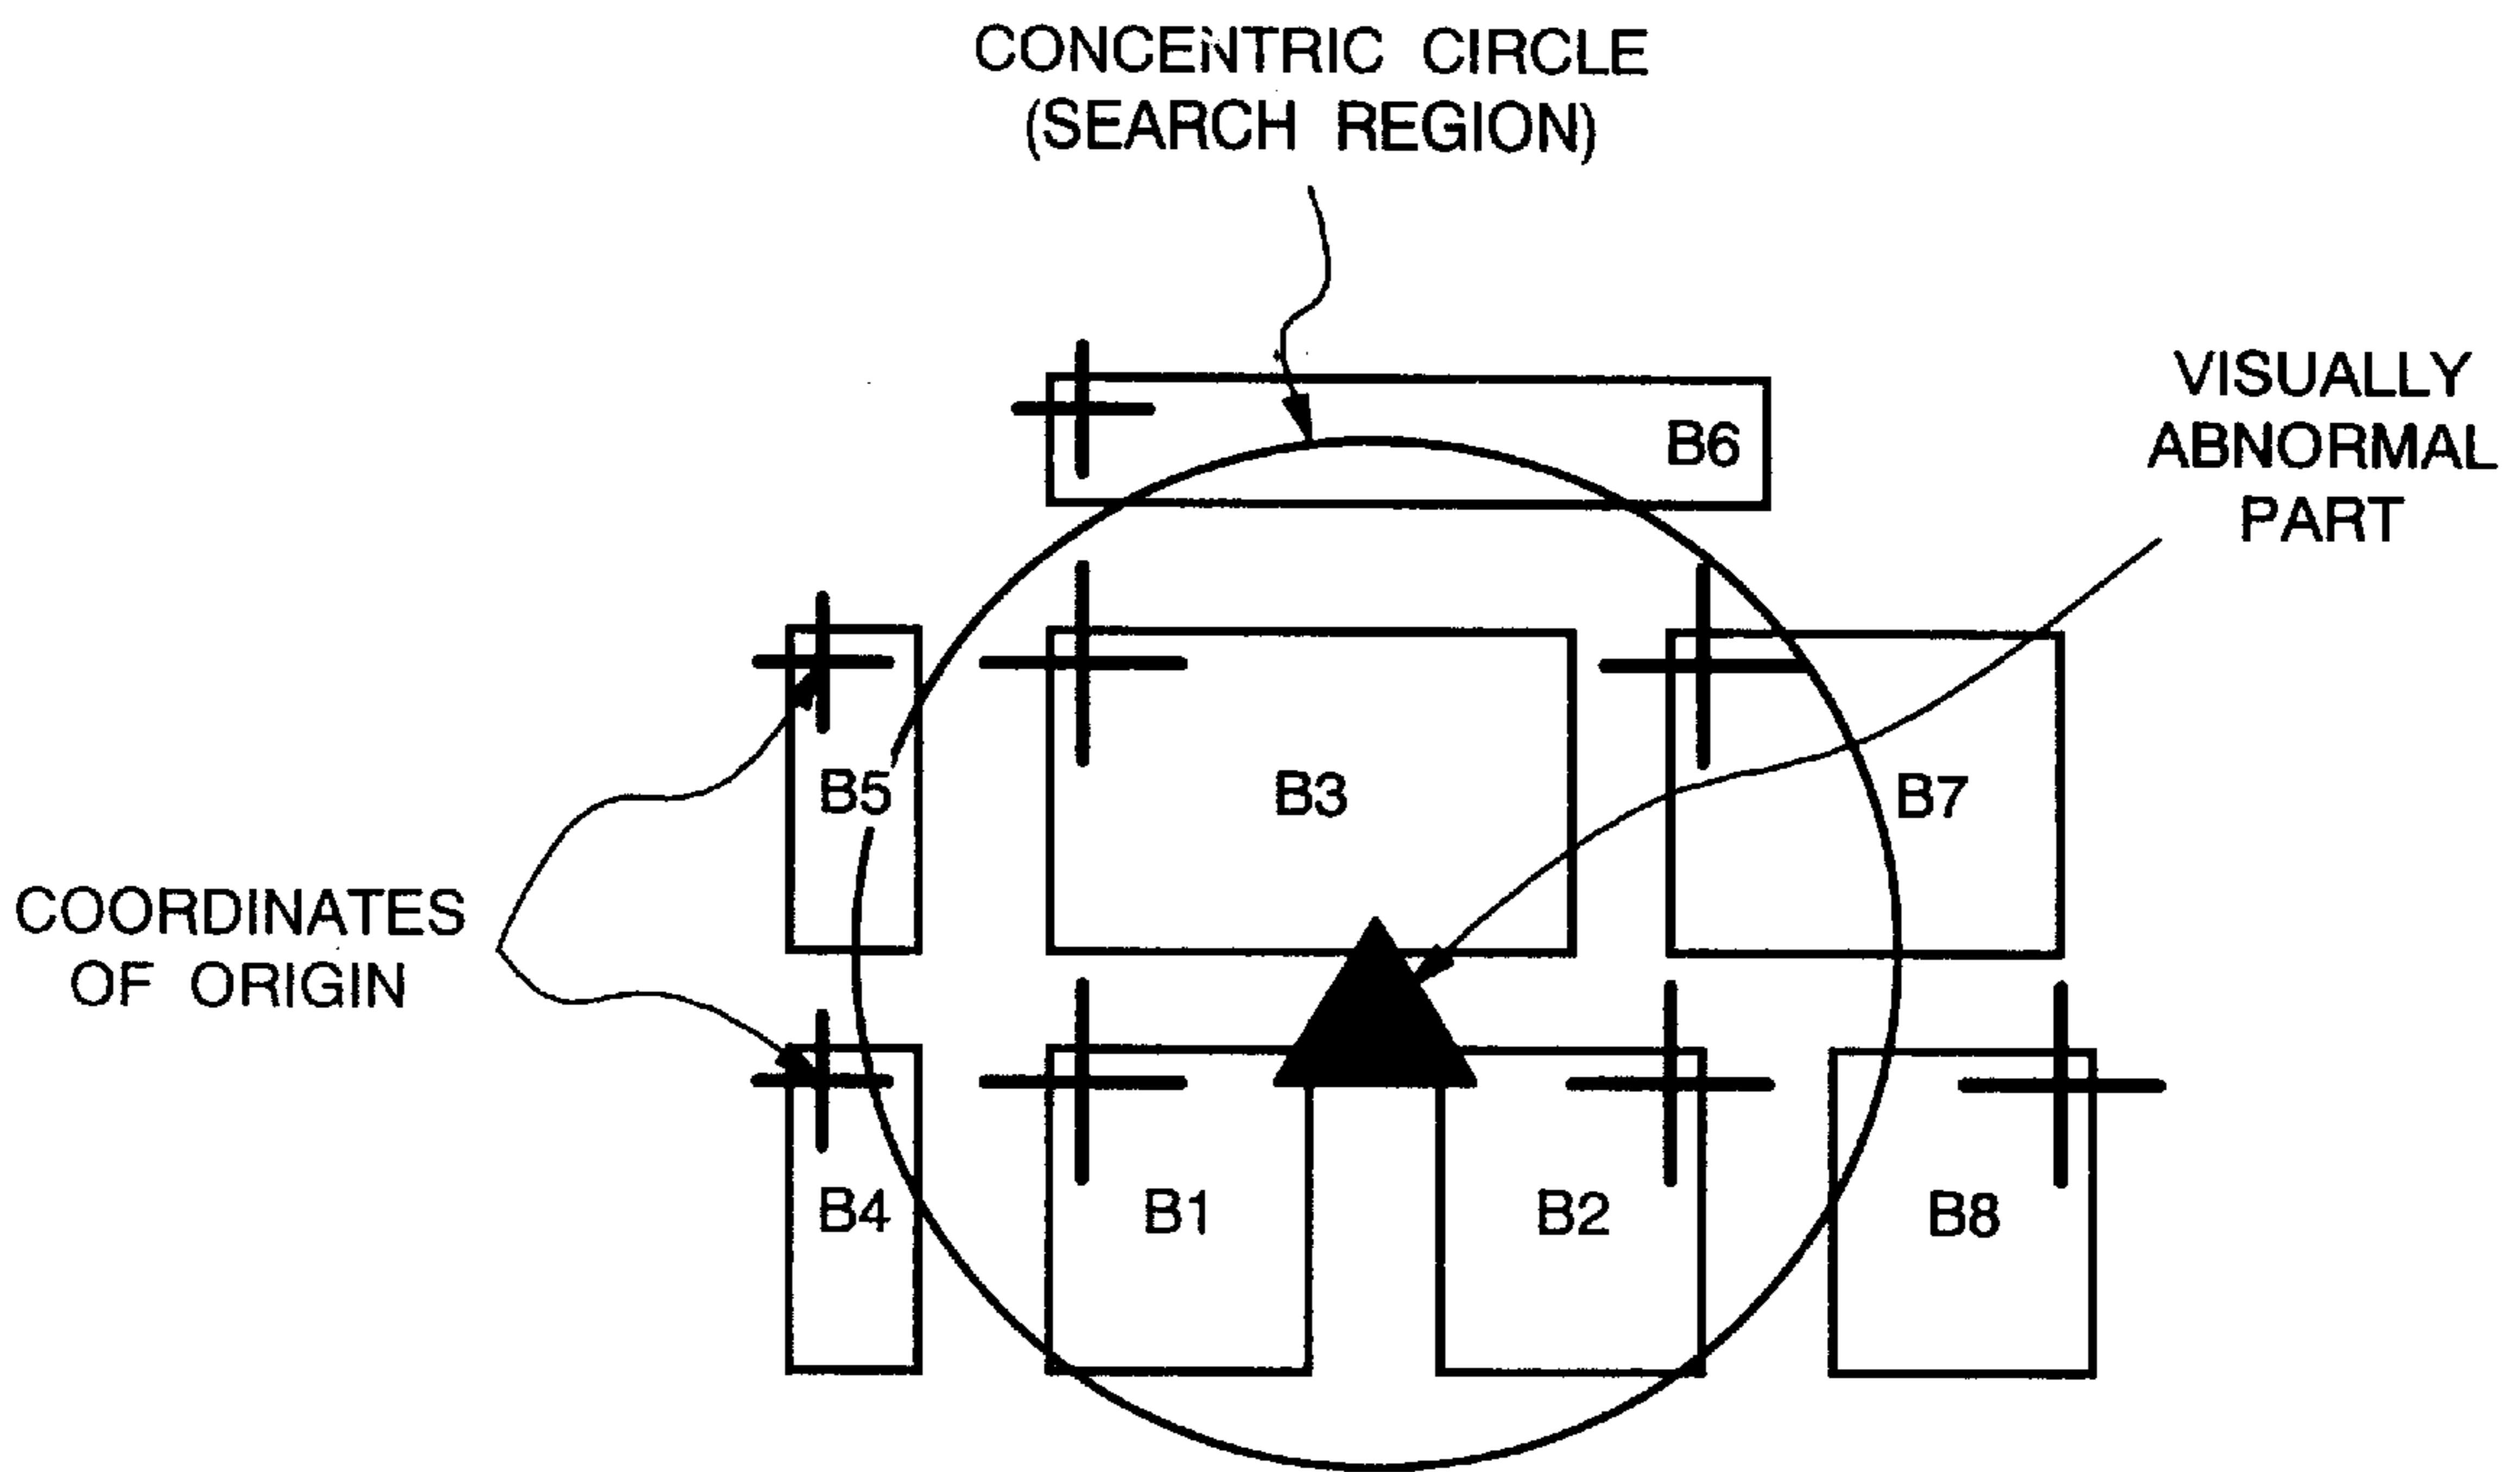 CONCENTRIC CIRCLE
(SEARCH REGION)
VISUALLY
ABNORMAL
PART
B6
B5
B3
B7
COORDINATES
OF ORIGIN
B4
B1
B2
B8